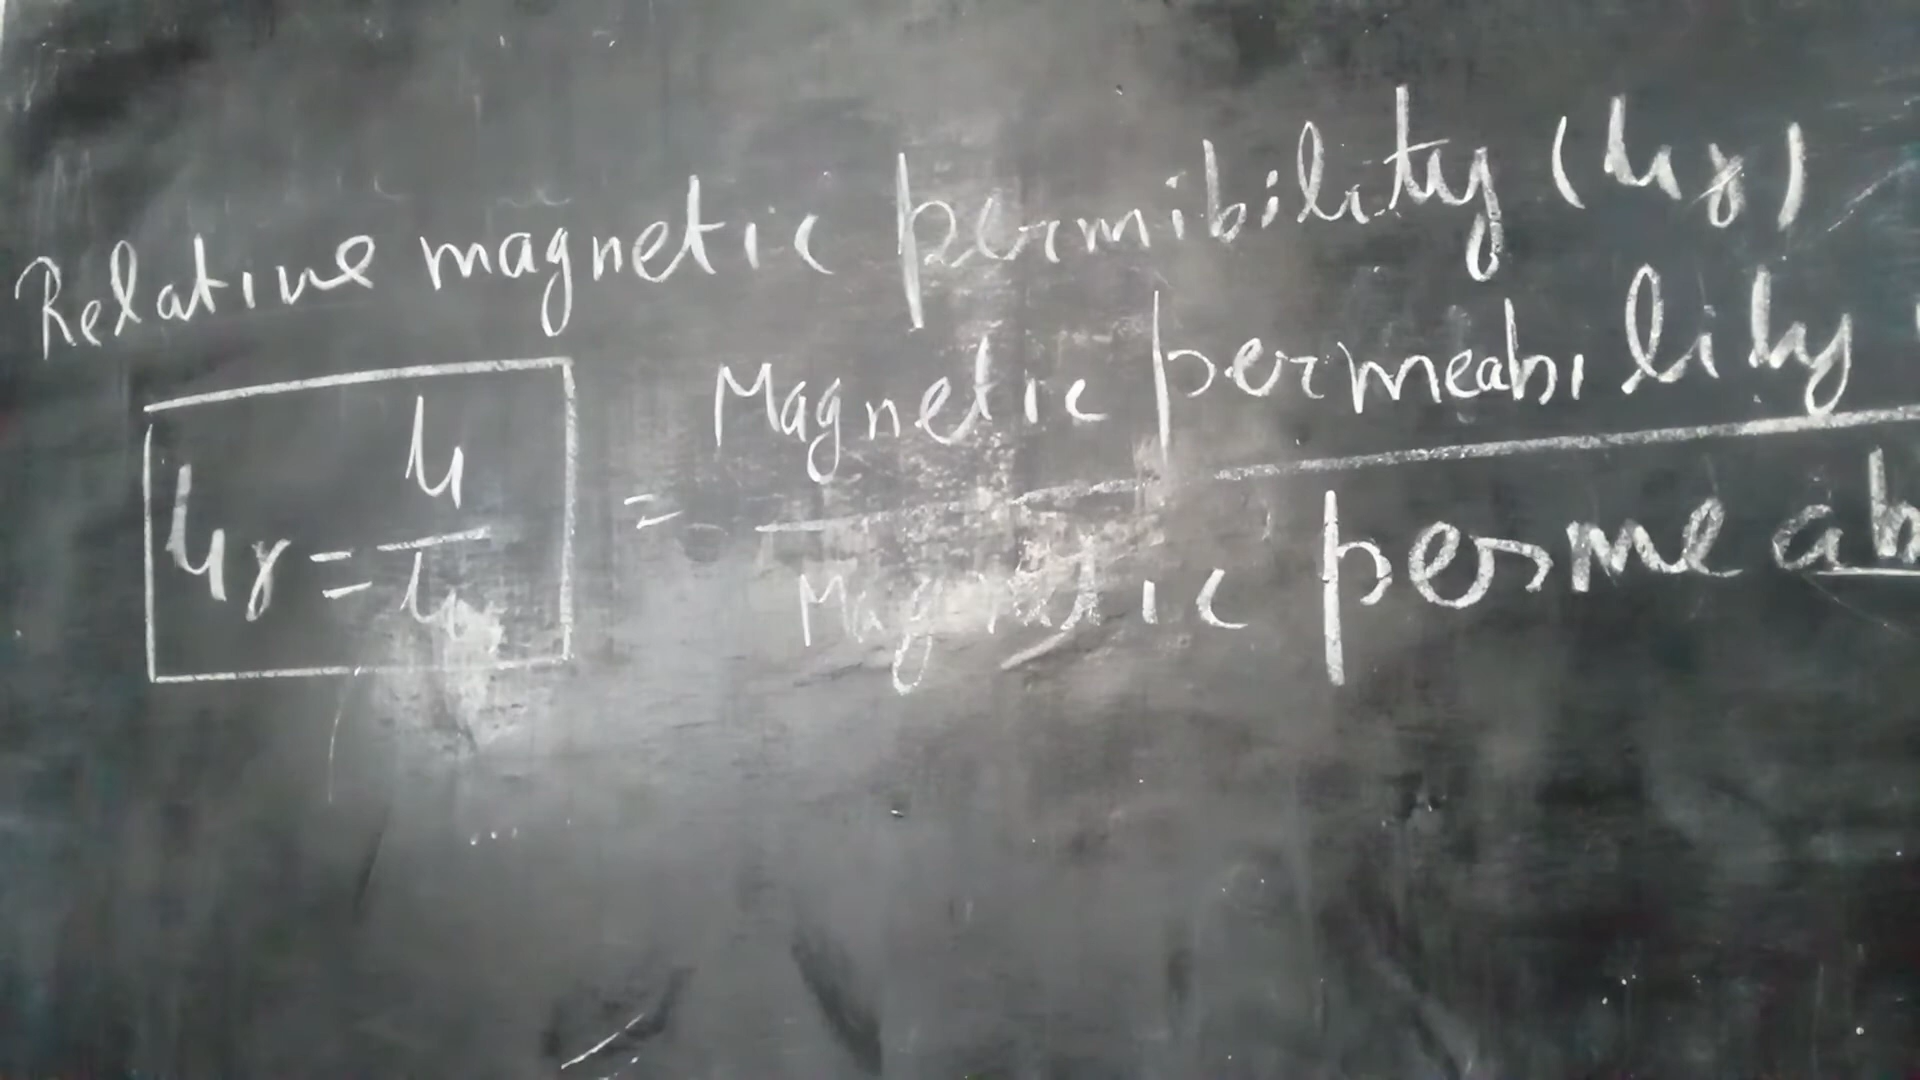 Relative magnetic permibility (μr)
μr = μ/μ₀ = Magnetic permeability
Magnetic permeab